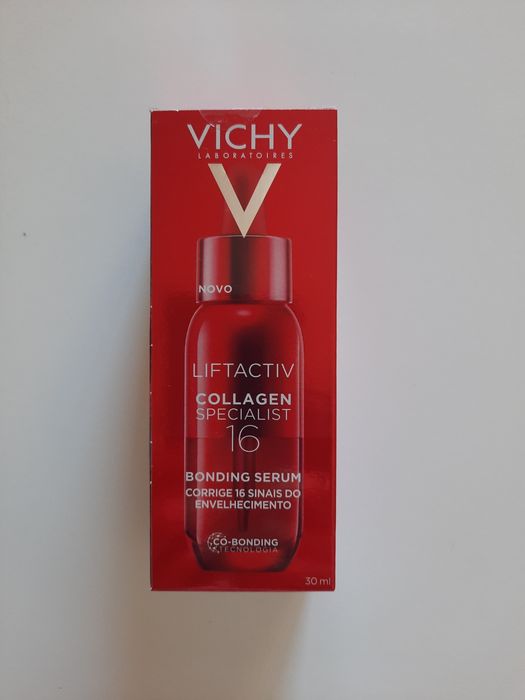 VICHY
LABORATOIRES
NOVO
LIFTACTIV
COLLAGEN
SPECIALIST
16
BONDING SERUM
CORRIGE 16 SINAIS DO
ENVELHECIMENTO
CO-BONDING
TECNOLOGIA
30 ml